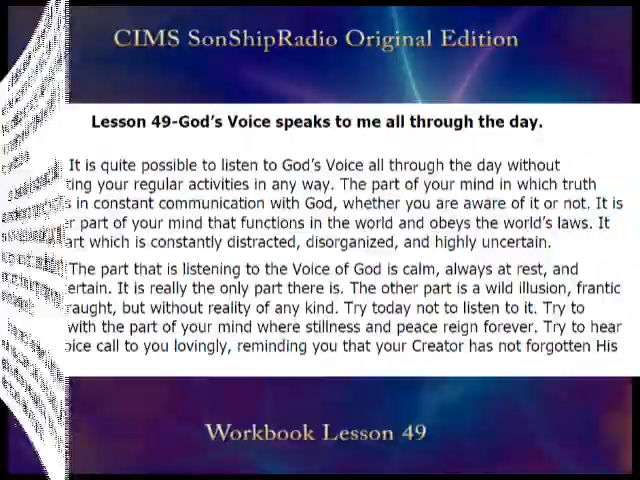 CIMS SonShipRadio Original Edition
Lesson 49-God's Voice speaks to me all through the day.
It is quite possible to listen to God's Voice all through the day without
ting your regular activities in any way. The part of your mind in which truth
s in constant communication with God, whether you are aware of it or not. It is
r part of your mind that functions in the world and obeys the world's laws. It
art which is constantly distracted, disorganized, and highly uncertain.
The part that is listening to the Voice of God is calm, always at rest, and
ertain. It is really the only part there is. The other part is a wild illusion, frantic
raught, but without reality of any kind. Try today not to listen to it. Try to
with the part of your mind where stillness and peace reign forever. Try to hear
oice call to you lovingly, reminding you that your Creator has not forgotten His
Workbook Lesson 49